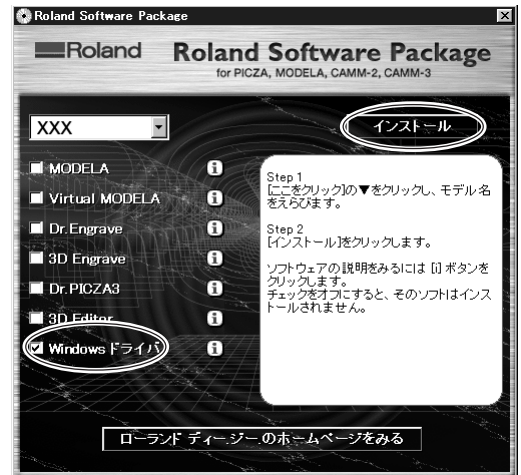 Roland Software Package
Roland
Roland Software Package
for PICZA, MODELA, CAMM-2, CAMM-3
XXX
インストール
MODELA
Virtual MODELA
Dr.Engrave
3D Engrave
Dr.PICZA3
3D Editor
Windows ドライバ
Step 1
[ここをクリック]の▼をクリックし、モデル名
をえらびます。
Step 2
[インストール]をクリックします。
ソフトウェアの説明をみるには [i] ボタンを
クリックします。
チェックをオフにすると、そのソフトはインス
トールされません。
ローランド ディー.ジー.のホームページをみる